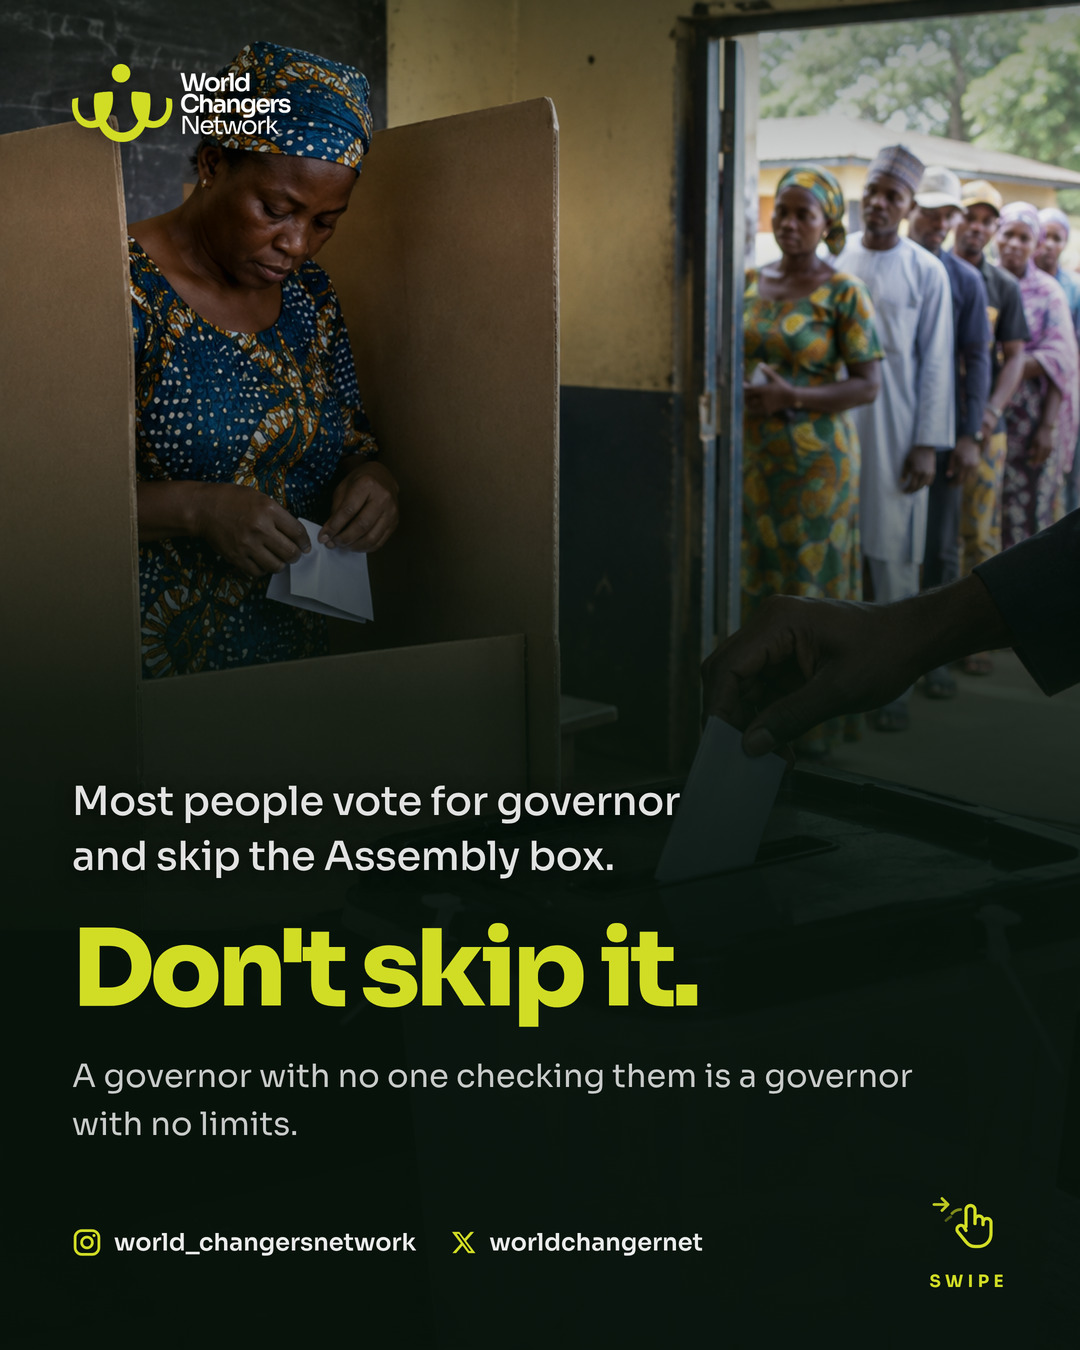 World
Changers
Network
Most people vote for governor
and skip the Assembly box.
Don't skip it.
A governor with no one checking them is a governor
with no limits.
world_changersnetwork
worldchangernet
SWIPE